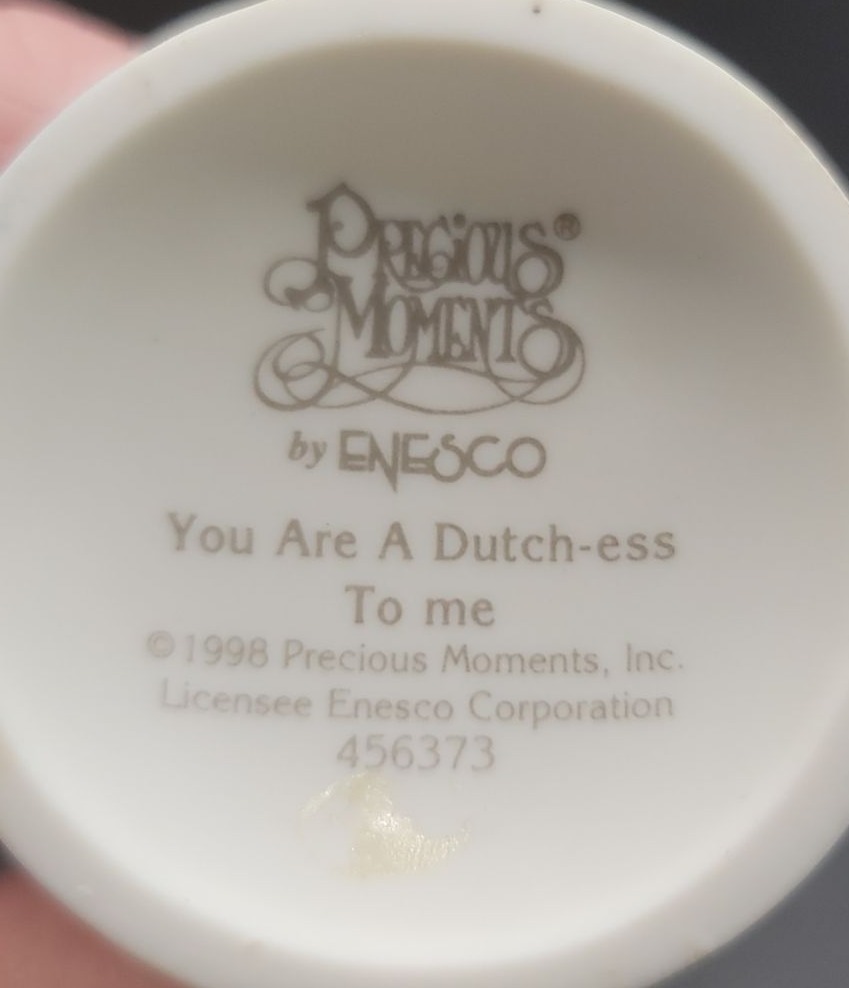 PRECIOUS®
MOMENTS
by ENESCO
You Are A Dutch-ess
To me
©1998 Precious Moments, Inc.
Licensee Enesco Corporation
456373